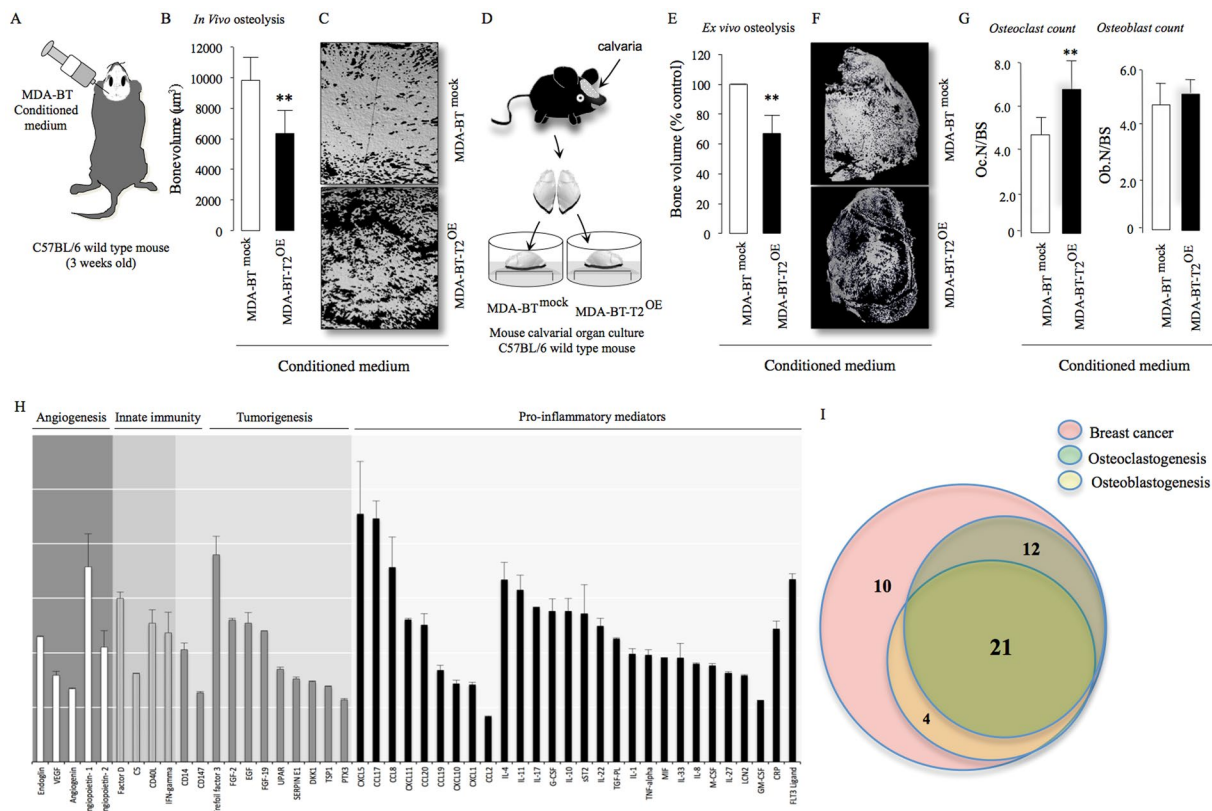 A
MDA-BT
Conditioned
medium
C57BL/6 wild type mouse
(3 weeks old)
B
In Vivo osteolysis
Bonevolume (µm³)
12000
10000
8000
6000
4000
2000
0
**
MDA-BT mock
MDA-BT-T2 OE
C
MDA-BT mock
MDA-BT-T2 OE
Conditioned medium
D
calvaria
MDA-BT mock MDA-BT-T2 OE
Mouse calvarial organ culture
C57BL/6 wild type mouse
E
Ex vivo osteolysis
Bone volume (% control)
120
100
80
60
40
20
0
**
MDA-BT mock
MDA-BT-T2 OE
F
MDA-BT mock
MDA-BT-T2 OE
Conditioned medium
G
Osteoclast count
Oc.N/BS
8.0
6.0
4.0
2.0
0
**
MDA-BT mock
MDA-BT-T2 OE
Osteoblast count
Ob.N/BS
6.0
4.0
2.0
0
MDA-BT mock
MDA-BT-T2 OE
Conditioned medium
H
Angiogenesis Innate immunity Tumorigenesis Pro-inflammatory mediators
Endoglin
VEGF
Angiogenin
Angiopoietin- 1
Angiopoietin- 2
Factor D
C5
CD40L
IFN-gamma
CD14
CD147
refoil factor 3
FGF-2
EGF
FGF-19
UPAR
SERPIN E1
DKK1
TSP1
PTX3
CXCL5
CCL17
CCL8
CXCL11
CCL20
CCL19
CXCL10
CXCL1
CCL2
IL-4
IL-11
IL-17
G-CSF
IL-10
ST2
IL-22
TGF-PL
IL-1
TNF-alpha
MIF
IL-33
IL-8
M-CSF
IL-27
LCN2
GM-CSF
CRP
FLT3 Ligand
I
Breast cancer
Osteoclastogenesis
Osteoblastogenesis
12
10
21
4